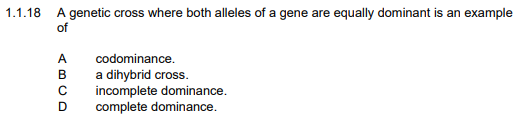 1.1.18 A genetic cross where both alleles of a gene are equally dominant is an example
of
A codominance.
B a dihybrid cross.
C incomplete dominance.
D complete dominance.